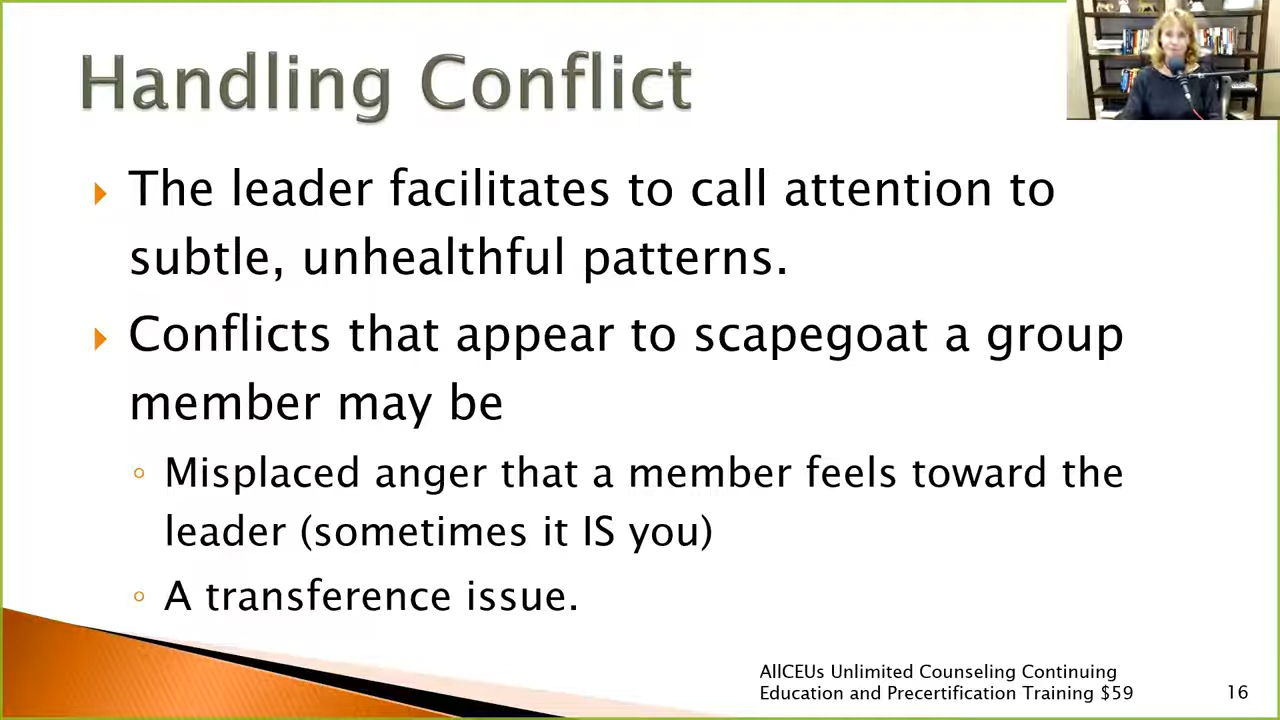 Handling Conflict
The leader facilitates to call attention to
subtle, unhealthful patterns.
Conflicts that appear to scapegoat a group
member may be
Misplaced anger that a member feels toward the
leader (sometimes it IS you)
A transference issue.
AllCEUs Unlimited Counseling Continuing
Education and Precertification Training $59
16